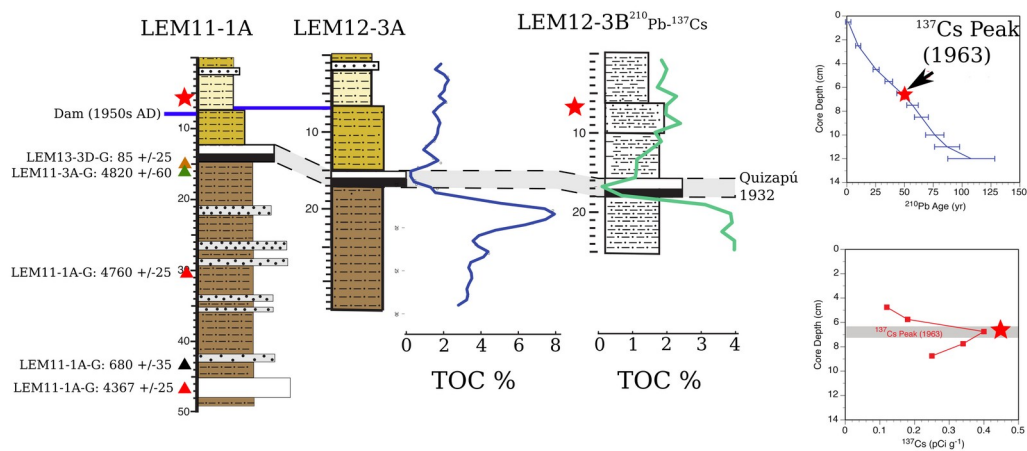 LEM11-1A
LEM12-3A
LEM12-3B 210Pb-137Cs
Dam (1950s AD)
LEM13-3D-G: 85 +/-25
LEM11-3A-G: 4820 +/-60
LEM11-1A-G: 4760 +/-25
LEM11-1A-G: 680 +/-35
LEM11-1A-G: 4367 +/-25
10
20
30
40
50
10
20
0 2 4 6 8
TOC %
10
20
0 1 2 3 4
TOC %
Quizapú
1932
137Cs Peak
(1963)
Core Depth (cm)
0
2
4
6
8
10
12
14
0 50 100 150
210Pb Age (yr)
Core Depth (cm)
0
2
4
6
8
10
12
14
137Cs Peak (1963)
0.1 0.2 0.3 0.4 0.5
137Cs (pCi g-1)